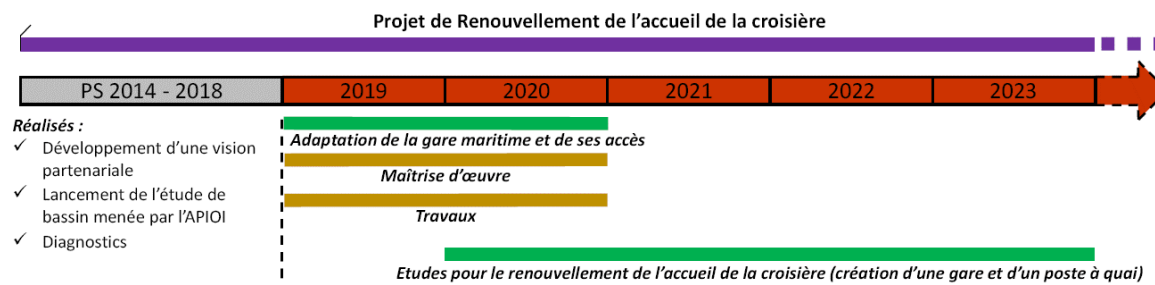 Projet de Renouvellement de l’accueil de la croisière
PS 2014 - 2018
2019
2020
2021
2022
2023
Réalisés :
✓ Développement d’une vision
partenariale
✓ Lancement de l’étude de
bassin menée par l’APIOI
✓ Diagnostics
Adaptation de la gare maritime et de ses accès
Maîtrise d’œuvre
Travaux
Etudes pour le renouvellement de l’accueil de la croisière (création d’une gare et d’un poste à quai)